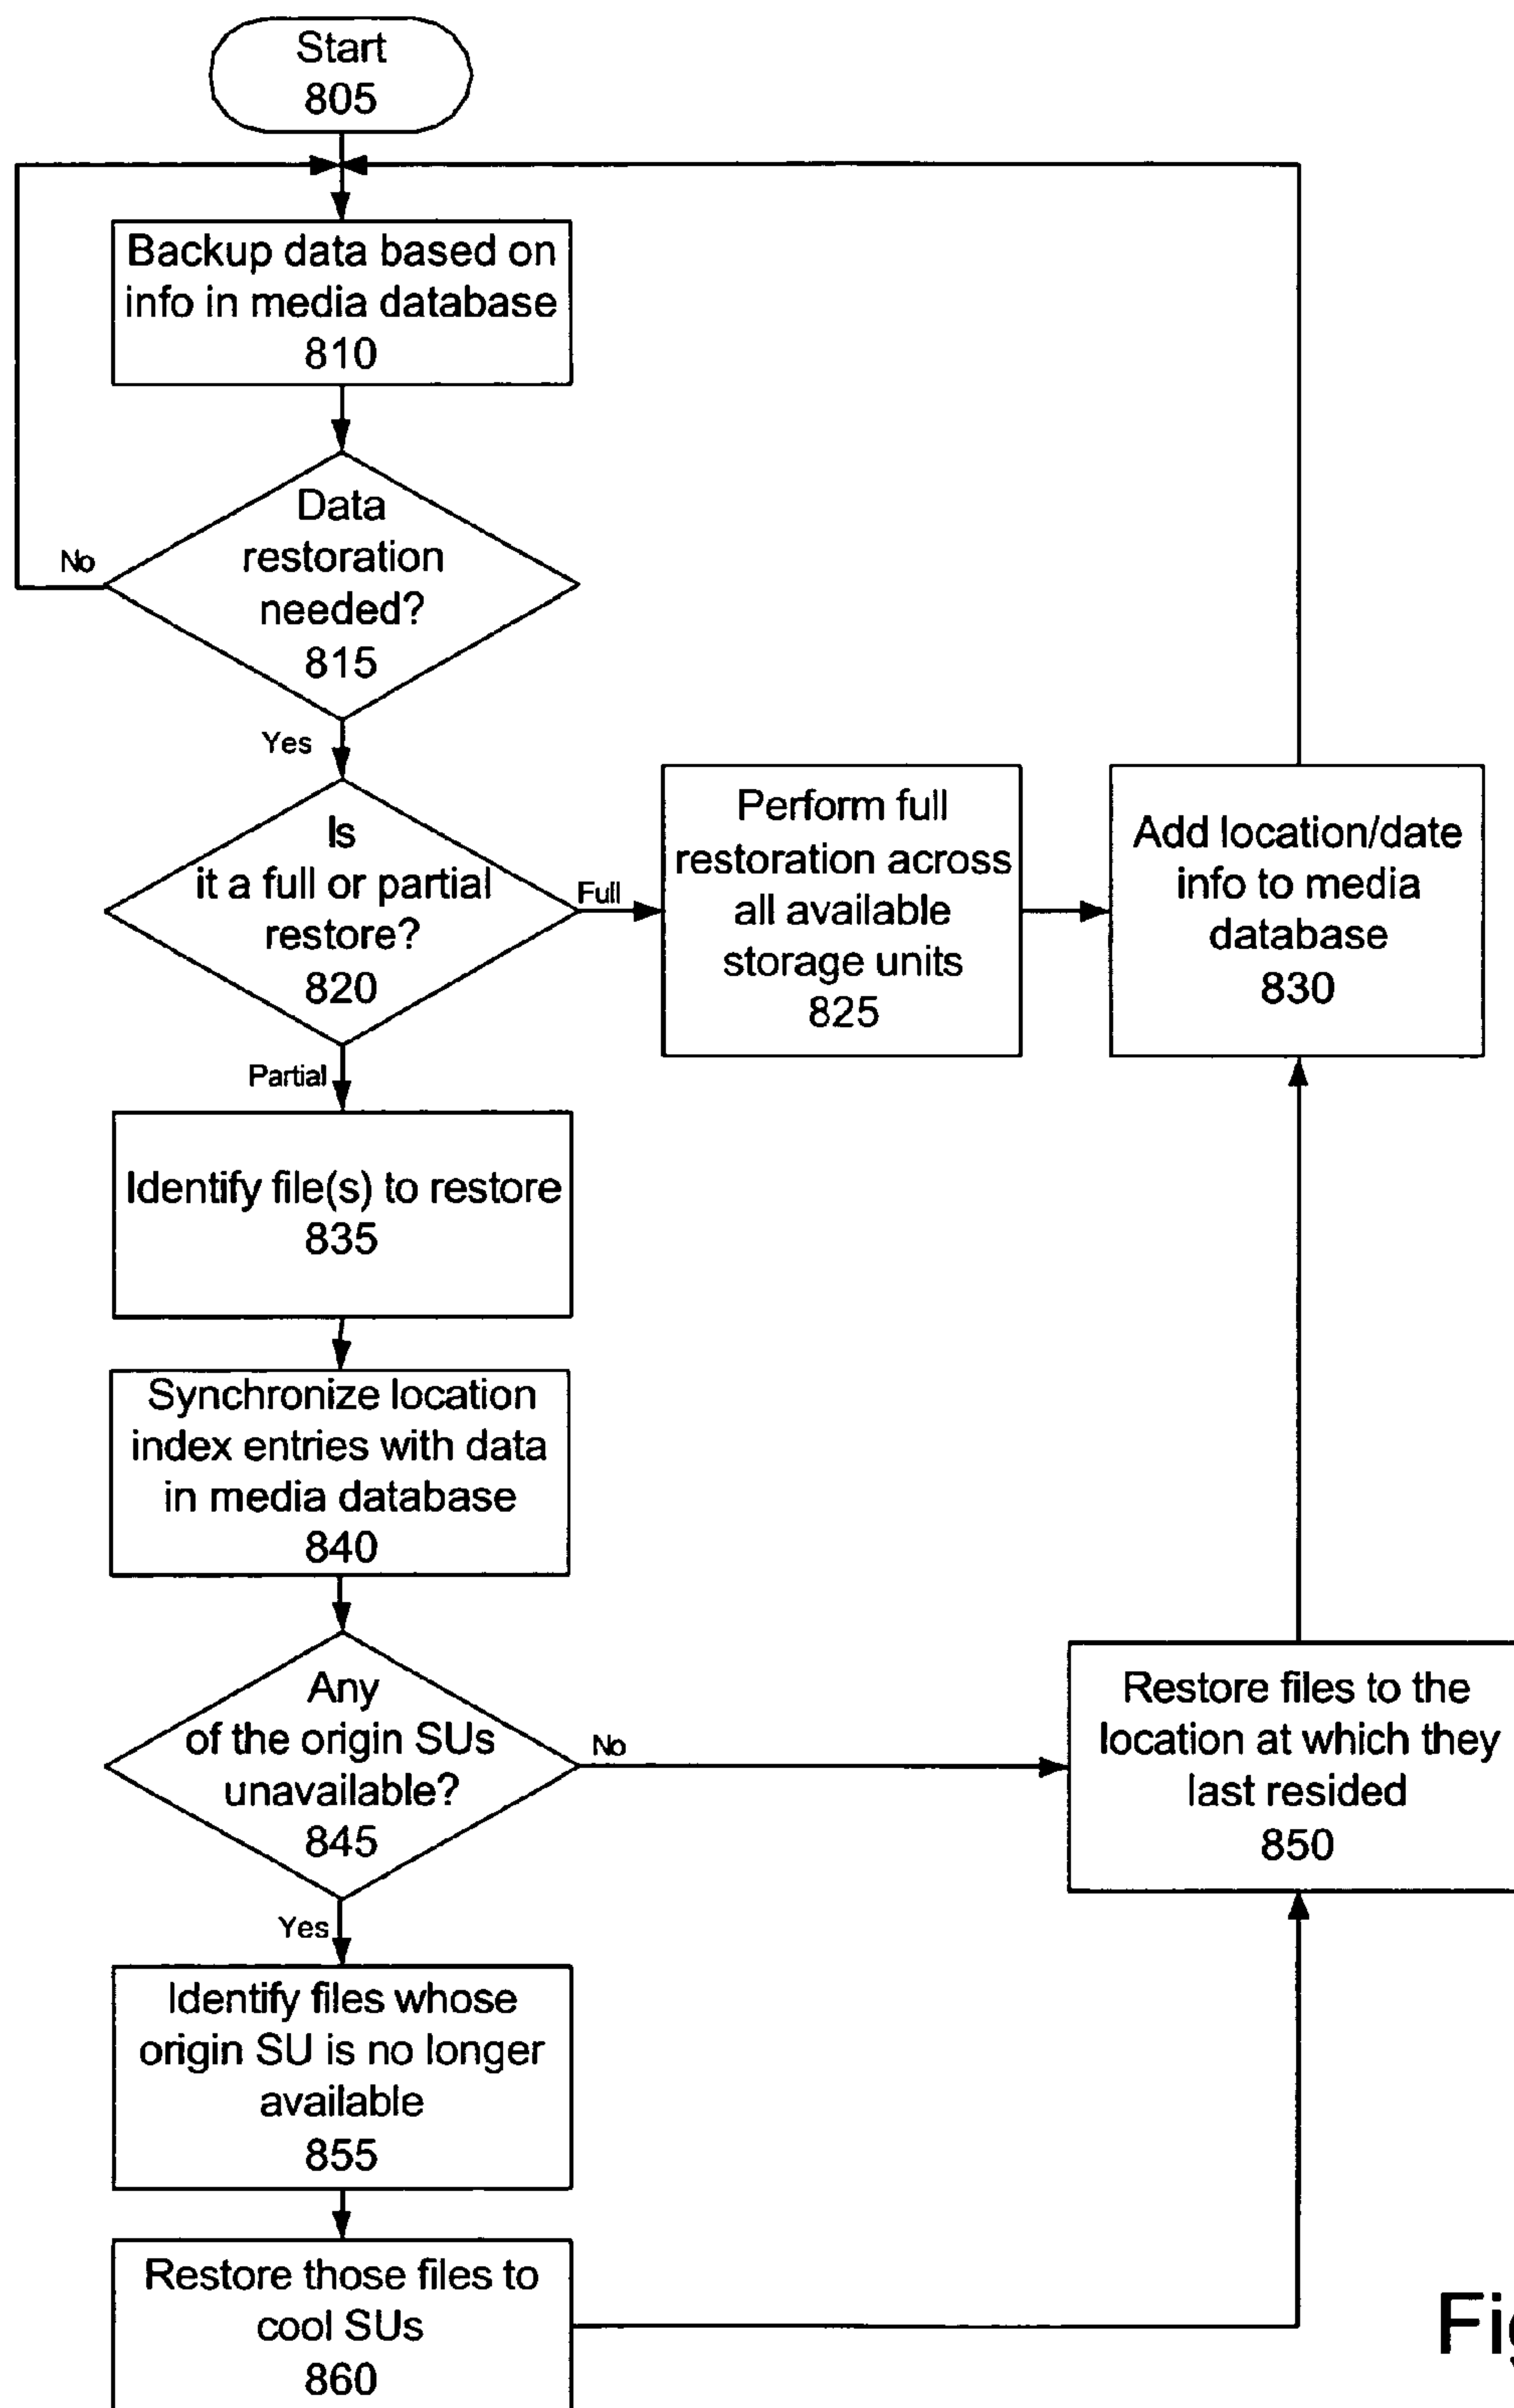 Start
805
Backup data based on
info in media database
810
Data
restoration
needed?
815
No
Yes
Is
it a full or partial
restore?
820
Full
Perform full
restoration across
all available
storage units
825
Add location/date
info to media
database
830
Partial
Identify file(s) to restore
835
Synchronize location
index entries with data
in media database
840
Any
of the origin SUs
unavailable?
845
No
Restore files to the
location at which they
last resided
850
Yes
Identify files whose
origin SU is no longer
available
855
Restore those files to
cool SUs
860